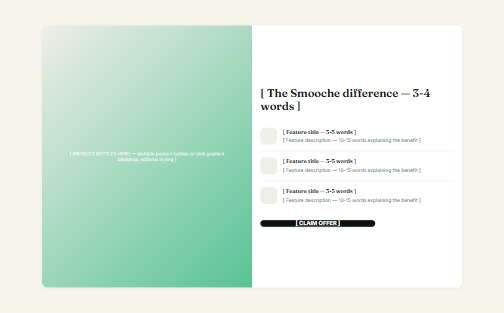 [ PRODUCT BOTTLES HERO — Multiple product bottles on pink gradient
backdrop, editorial styling ]
[ The Smooche difference — 3-4
words ]
[ Feature title — 3-5 words ]
[ Feature description — 10-15 words explaining the benefit ]
[ Feature title — 3-5 words ]
[ Feature description — 10-15 words explaining the benefit ]
[ Feature title — 3-5 words ]
[ Feature description — 10-15 words explaining the benefit ]
[ CLAIM OFFER ]